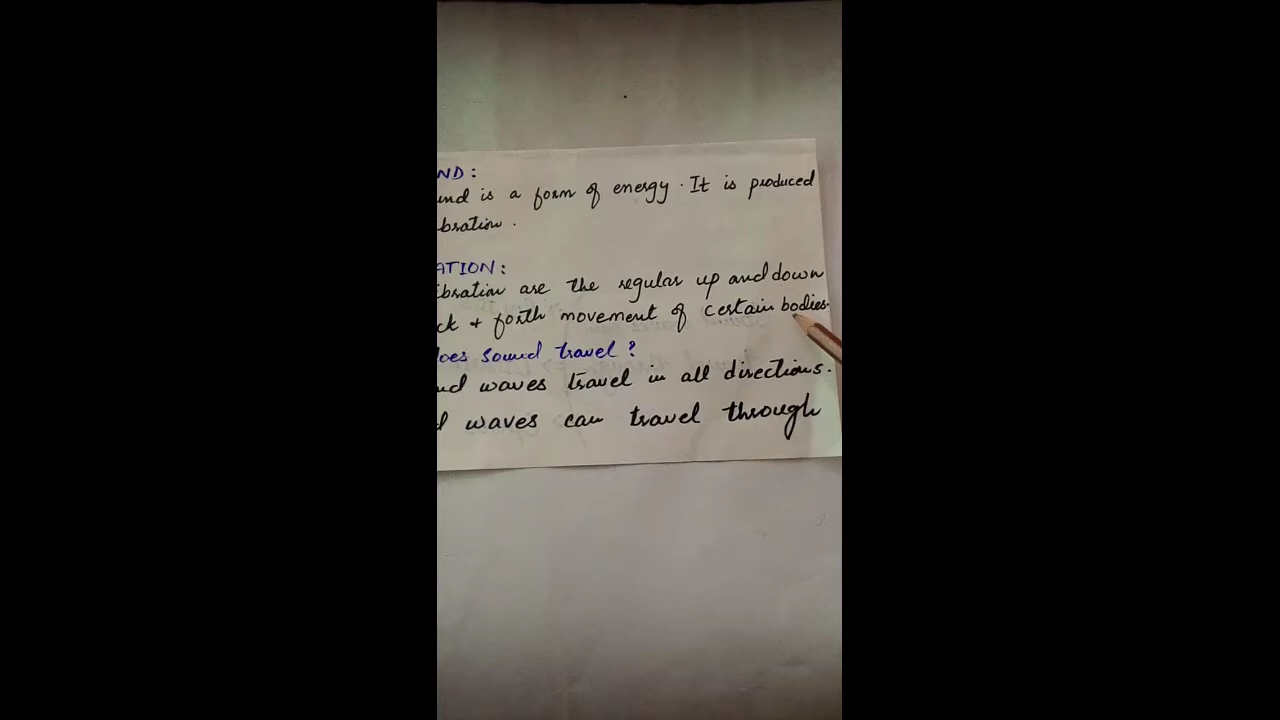 ND:
und is a form of energy. It is produced
bration.
ATION:
ibration are the regular up and down
ck + forth movement of certain bodies.
oes sound travel?
nd waves travel in all directions.
d waves can travel through